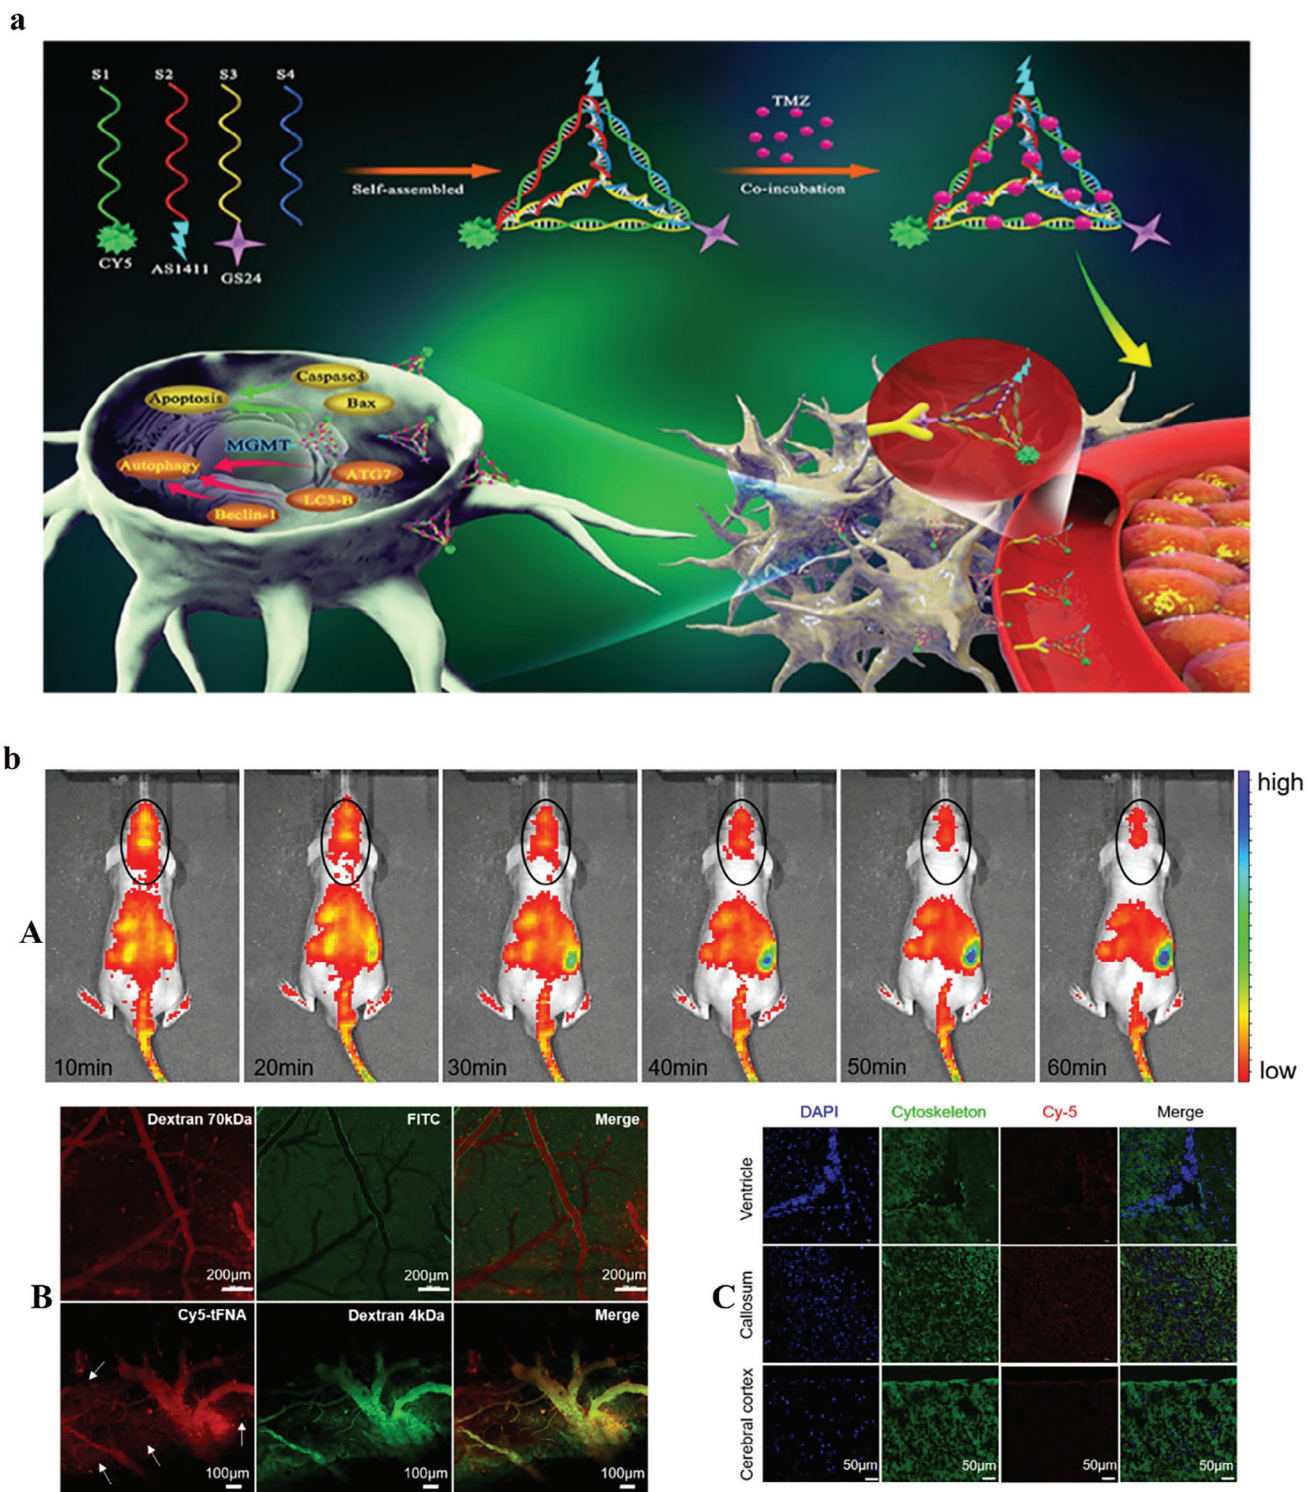 a
S1 S2 S3 S4
TMZ
Self-assembled
Co-incubation
CY5 AS1411 GS24
Caspase3
Apoptosis
Bax
MGMT
Autophagy
ATG7
LC3-B
Beclin-1
b
A
high
low
10min 20min 30min 40min 50min 60min
B
Dextran 70kDa FITC Merge
200μm 200μm 200μm
Cy5-tFNA Dextran 4kDa Merge
100μm 100μm 100μm
C
DAPI Cytoskeleton Cy-5 Merge
Ventricle
Callosum
Cerebral cortex
50μm 50μm 50μm 50μm